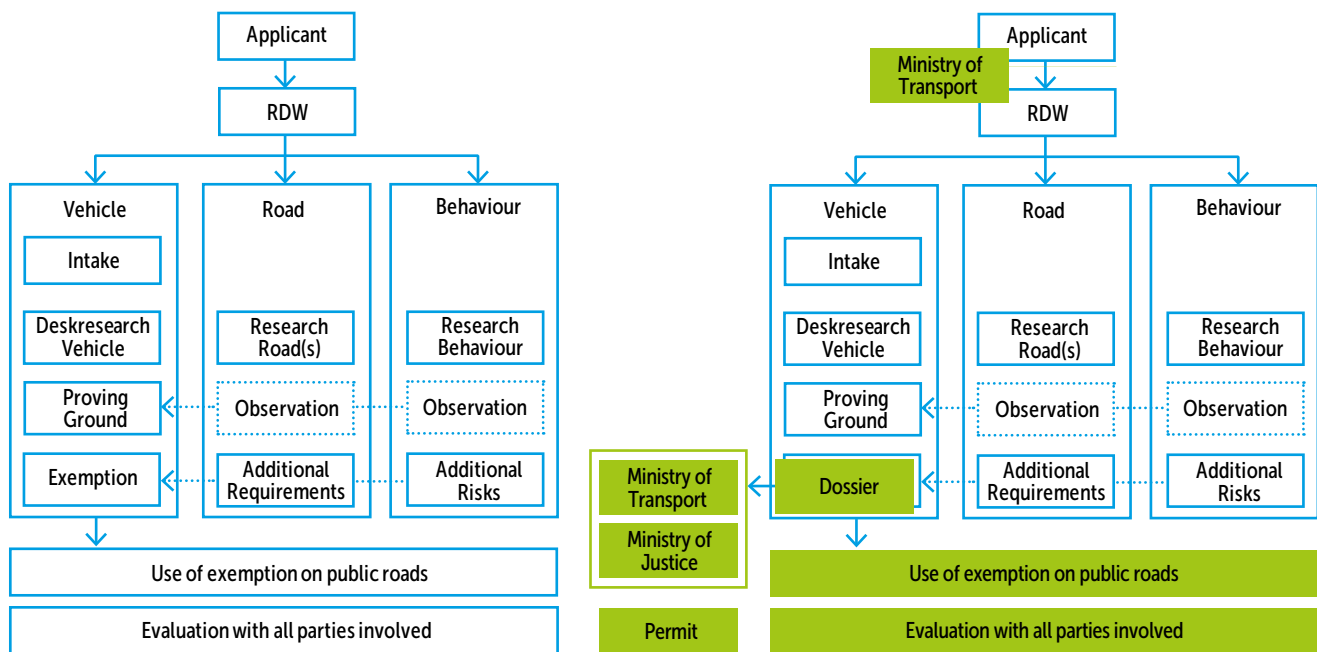 Applicant
RDW
Vehicle
Road
Behaviour
Intake
Deskresearch
Vehicle
Research
Road(s)
Research
Behaviour
Proving
Ground
Observation
Observation
Exemption
Additional
Requirements
Additional
Risks
Use of exemption on public roads
Evaluation with all parties involved
Applicant
Ministry of
Transport
RDW
Vehicle
Road
Behaviour
Intake
Deskresearch
Vehicle
Research
Road(s)
Research
Behaviour
Proving
Ground
Observation
Observation
Ministry of
Transport
Dossier
Additional
Requirements
Additional
Risks
Ministry of
Justice
Use of exemption on public roads
Permit
Evaluation with all parties involved